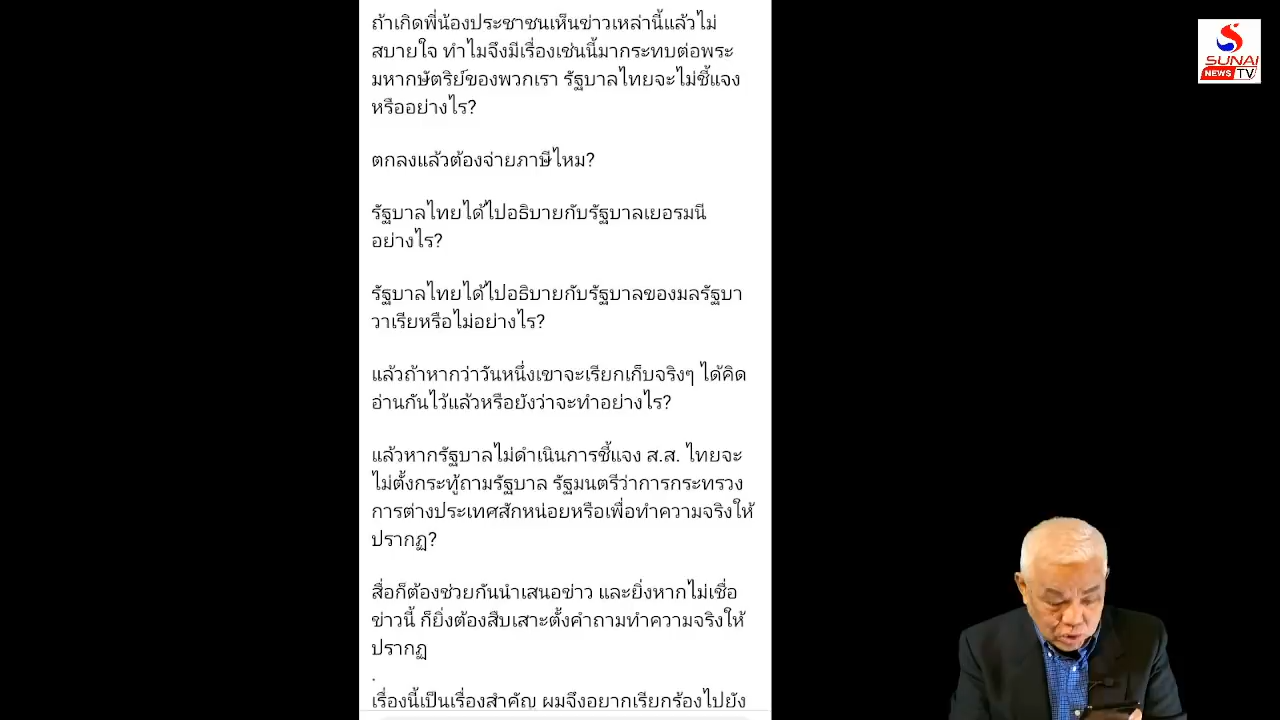 ถ้าเกิดพี่น้องประชาชนเห็นข่าวเหล่านี้แล้วไม่
สบายใจ ทำไมจึงมีเรื่องเช่นนี้มากระทบต่อพระ
มหากษัตริย์ของพวกเรา รัฐบาลไทยจะไม่ชี้แจง
หรืออย่างไร?
ตกลงแล้วต้องจ่ายภาษีไหม?
รัฐบาลไทยได้ไปอธิบายกับรัฐบาลเยอรมนี
อย่างไร?
รัฐบาลไทยได้ไปอธิบายกับรัฐบาลของมลรัฐบา
วาเรียหรือไม่อย่างไร?
แล้วถ้าหากว่าวันหนึ่งเขาจะเรียกเก็บจริงๆ ได้คิด
อ่านกันไว้แล้วหรือยังว่าจะทำอย่างไร?
แล้วหากรัฐบาลไม่ดำเนินการชี้แจง ส.ส. ไทยจะ
ไม่ตั้งกระทู้ถามรัฐบาล รัฐมนตรีว่าการกระทรวง
การต่างประเทศสักหน่อยหรือเพื่อทำความจริงให้
ปรากฏ?
สื่อก็ต้องช่วยกันนำเสนอข่าว และยิ่งหากไม่เชื่อ
ข่าวนี้ ก็ยิ่งต้องสืบเสาะตั้งคำถามทำความจริงให้
ปรากฏ
.
เรื่องนี้เป็นเรื่องสำคัญ ผมจึงอยากเรียกร้องไปยัง
SUNAI
NEWS TV